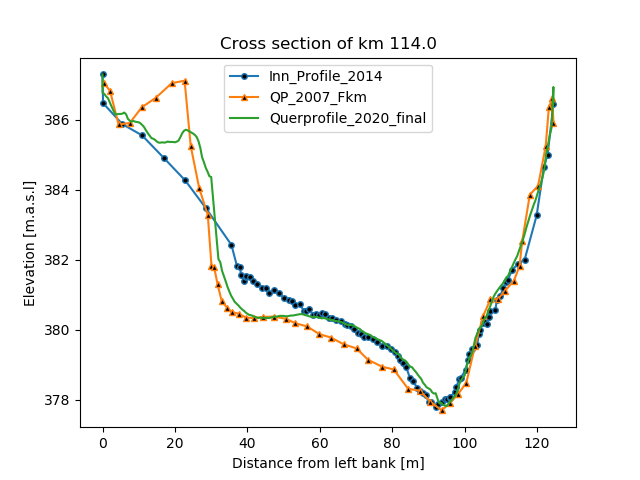 Cross section of km 114.0
Inn_Profile_2014
QP_2007_Fkm
Querprofile_2020_final
Elevation [m.a.s.l]
386
384
382
380
378
0 20 40 60 80 100 120
Distance from left bank [m]